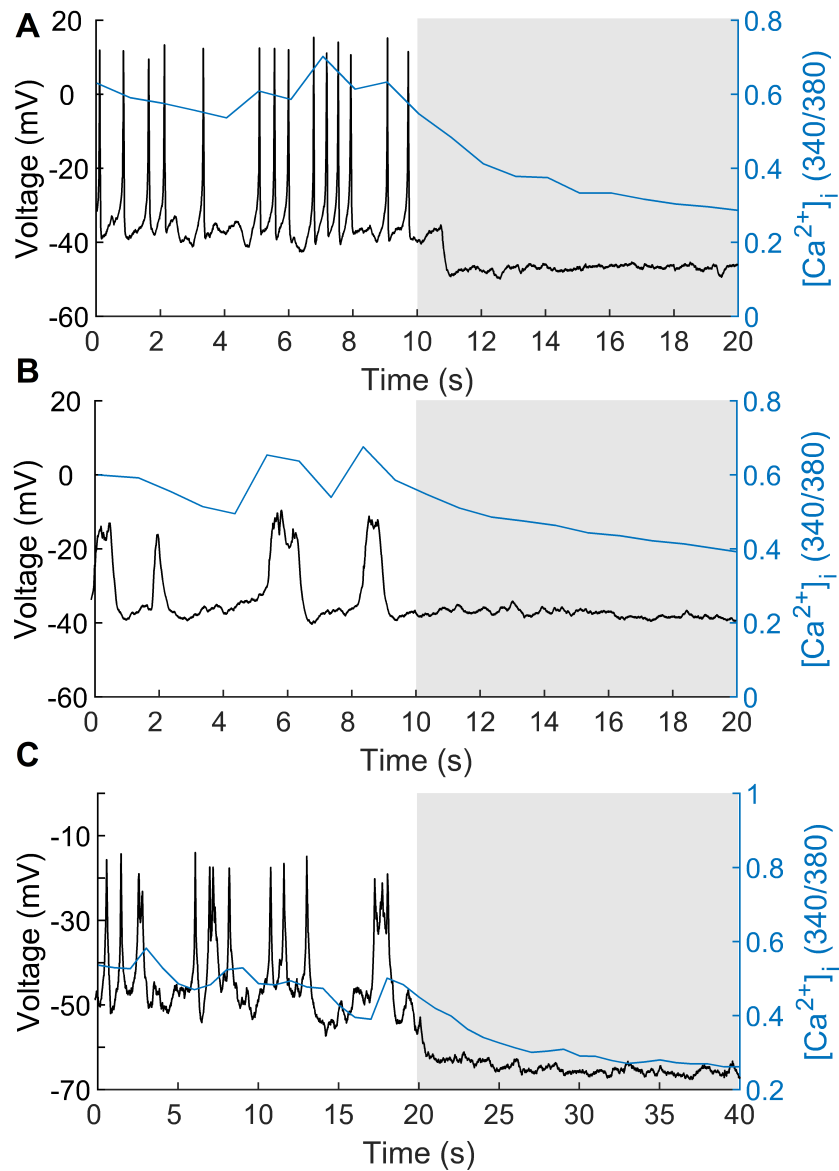 A
20
0
-20
-40
-60
Voltage (mV)
0.8
0.6
0.4
0.2
0
[Ca2+]i (340/380)
0 2 4 6 8 10 12 14 16 18 20
Time (s)
B
20
0
-20
-40
-60
Voltage (mV)
0.8
0.6
0.4
0.2
0
[Ca2+]i (340/380)
0 2 4 6 8 10 12 14 16 18 20
Time (s)
C
-10
-30
-50
-70
Voltage (mV)
1
0.8
0.6
0.4
0.2
[Ca2+]i (340/380)
0 5 10 15 20 25 30 35 40
Time (s)